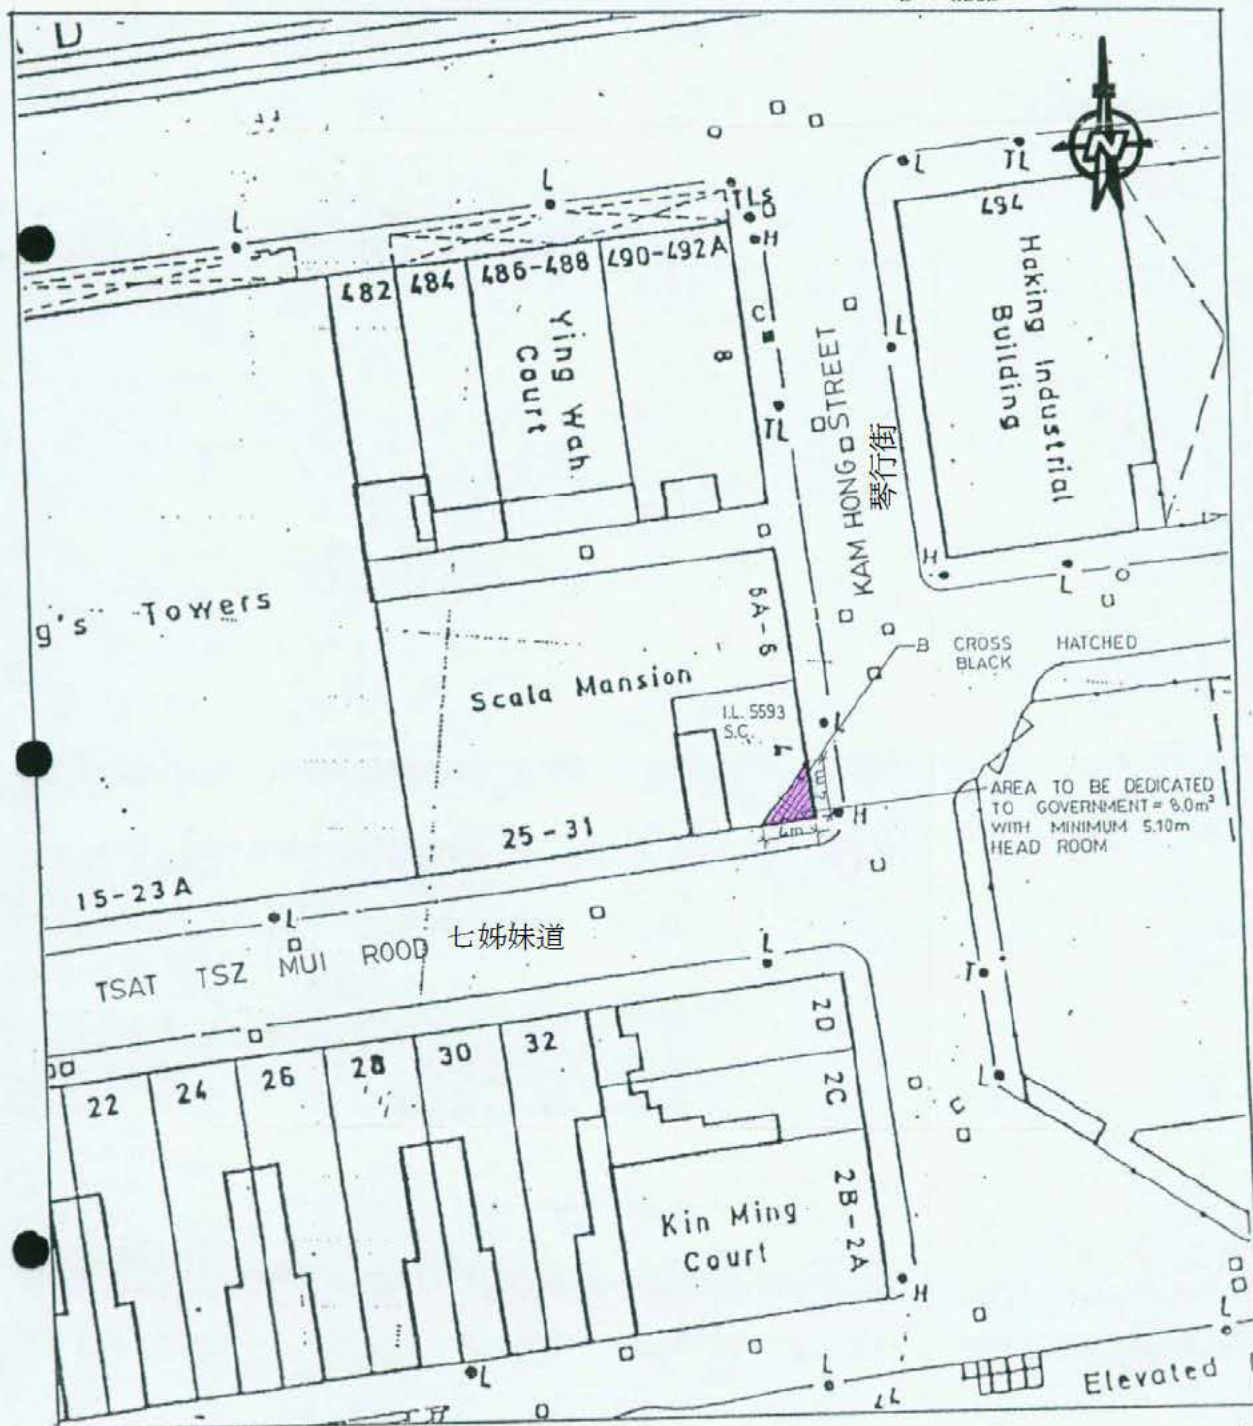 D
L
L
TLs
H
L
TL
N
482
484
486-488
490-492A
494
Ying Wah
Court
8
C
TL
L
Haking Industrial
Building
KAM HONG STREET
琴行街
H
L
g's Towers
6A-6
B CROSS HATCHED
BLACK
Scala Mansion
I.L. 5593
S.C.
4
L
4m
4m
H
AREA TO BE DEDICATED
TO GOVERNMENT = 8.0m²
WITH MINIMUM 5.10m
HEAD ROOM
25-31
15-23A
L
TSAT TSZ MUI ROOD
七姊妹道
L
T
L
22
24
26
28
30
32
2D
2C
2B-2A
Kin Ming
Court
H
L
L
L
Elevated